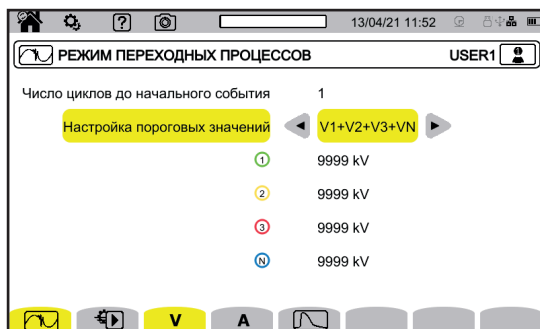 13/04/21 11:52
РЕЖИМ ПЕРЕХОДНЫХ ПРОЦЕССОВ USER1
Число циклов до начального события 1
Настройка пороговых значений V1+V2+V3+VN
1 9999 kV
2 9999 kV
3 9999 kV
N 9999 kV
V A